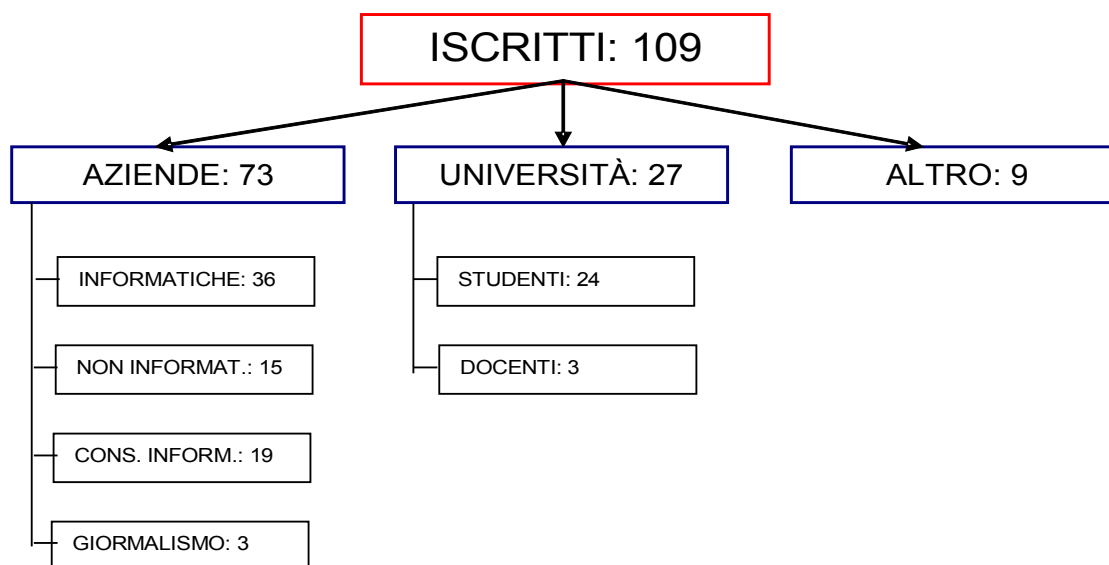 ISCRITTI: 109
AZIENDE: 73
UNIVERSITÀ: 27
ALTRO: 9
INFORMATICHE: 36
STUDENTI: 24
NON INFORMAT.: 15
DOCENTI: 3
CONS. INFORM.: 19
GIORMALISMO: 3